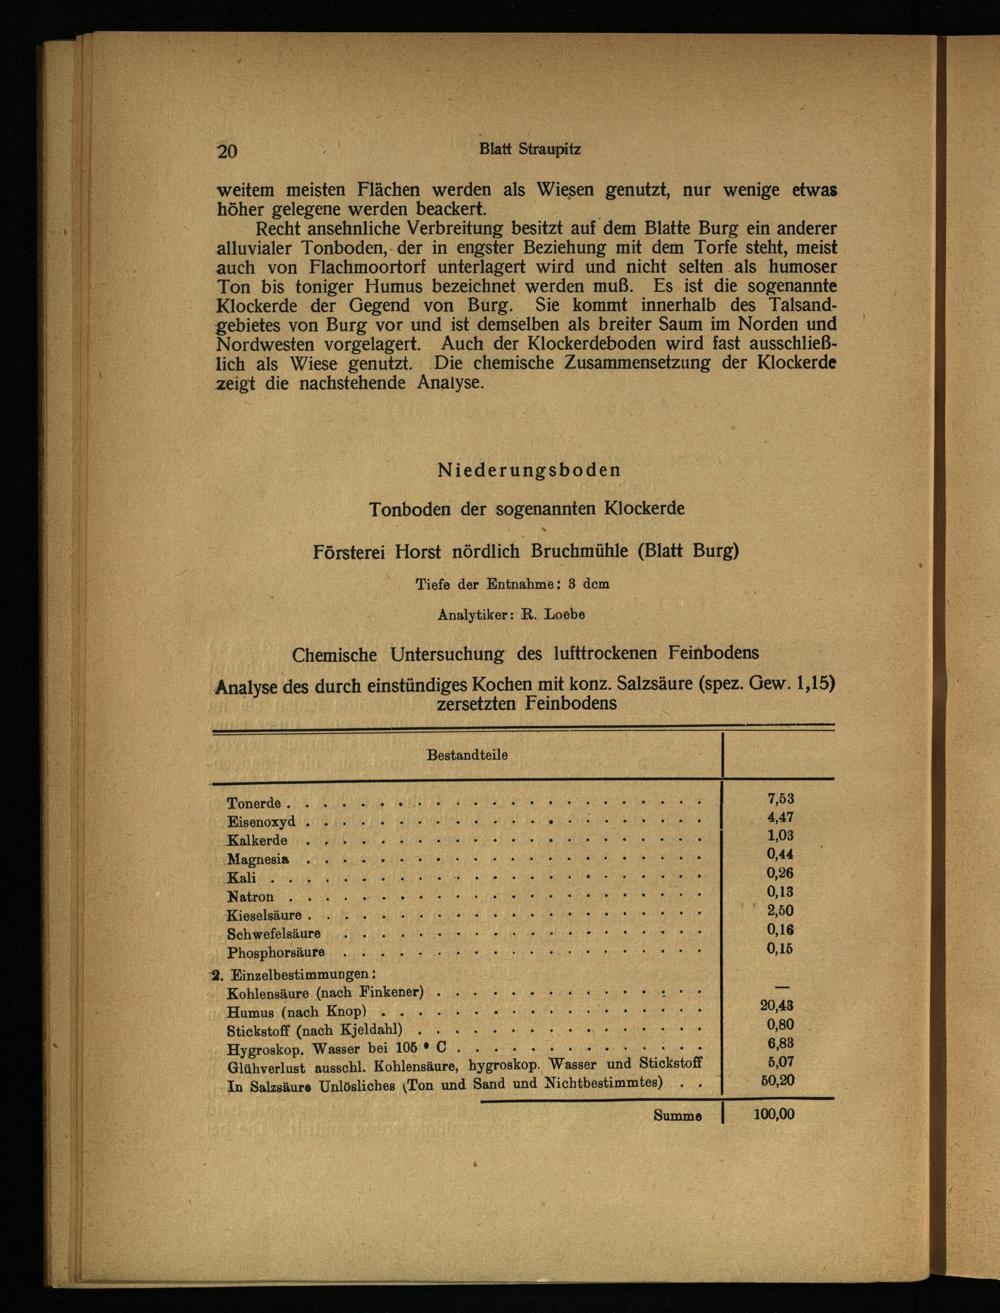 20
Blatt Straupitz
weitem meisten Flächen werden als Wiesen genutzt, nur wenige etwas
höher gelegene werden beackert.
Recht ansehnliche Verbreitung besitzt auf dem Blatte Burg ein anderer
alluvialer Tonboden, der in engster Beziehung mit dem Torfe steht, meist
auch von Flachmoortorf unterlagert wird und nicht selten als humoser
Ton bis toniger Humus bezeichnet werden muß. Es ist die sogenannte
Klockerde der Gegend von Burg. Sie kommt innerhalb des Talsand-
gebietes von Burg vor und ist demselben als breiter Saum im Norden und
Nordwesten vorgelagert. Auch der Klockerdeboden wird fast ausschließ-
lich als Wiese genutzt. Die chemische Zusammensetzung der Klockerde
zeigt die nachstehende Analyse.
Niederungsboden
Tonboden der sogenannten Klockerde
Försterei Horst nördlich Bruchmühle (Blatt Burg)
Tiefe der Entnahme: 3 dcm
Analytiker: R. Loebe
Chemische Untersuchung des lufttrockenen Feinbodens
Analyse des durch einstündiges Kochen mit konz. Salzsäure (spez. Gew. 1,15)
zersetzten Feinbodens
Bestandteile
Tonerde . . . . . . . . . . . . . . . . . . . . . . . 7,53
Eisenoxyd . . . . . . . . . . . . . . . . . . . . . . 4,47
Kalkerde . . . . . . . . . . . . . . . . . . . . . . 1,03
Magnesia . . . . . . . . . . . . . . . . . . . . . . 0,44
Kali . . . . . . . . . . . . . . . . . . . . . . . . 0,26
Natron . . . . . . . . . . . . . . . . . . . . . . . 0,13
Kieselsäure . . . . . . . . . . . . . . . . . . . . . 2,50
Schwefelsäure . . . . . . . . . . . . . . . . . . . . 0,16
Phosphorsäure . . . . . . . . . . . . . . . . . . . . 0,15
2. Einzelbestimmungen:
Kohlensäure (nach Finkener) . . . . . . . . . . . . . . . —
Humus (nach Knop) . . . . . . . . . . . . . . . . . . 20,43
Stickstoff (nach Kjeldahl) . . . . . . . . . . . . . . . . 0,80
Hygroskop. Wasser bei 105 ° C . . . . . . . . . . . . . . 6,83
Glühverlust ausschl. Kohlensäure, hygroskop. Wasser und Stickstoff 5,07
In Salzsäure Unlösliches (Ton und Sand und Nichtbestimmtes) . . 50,20
Summe 100,00